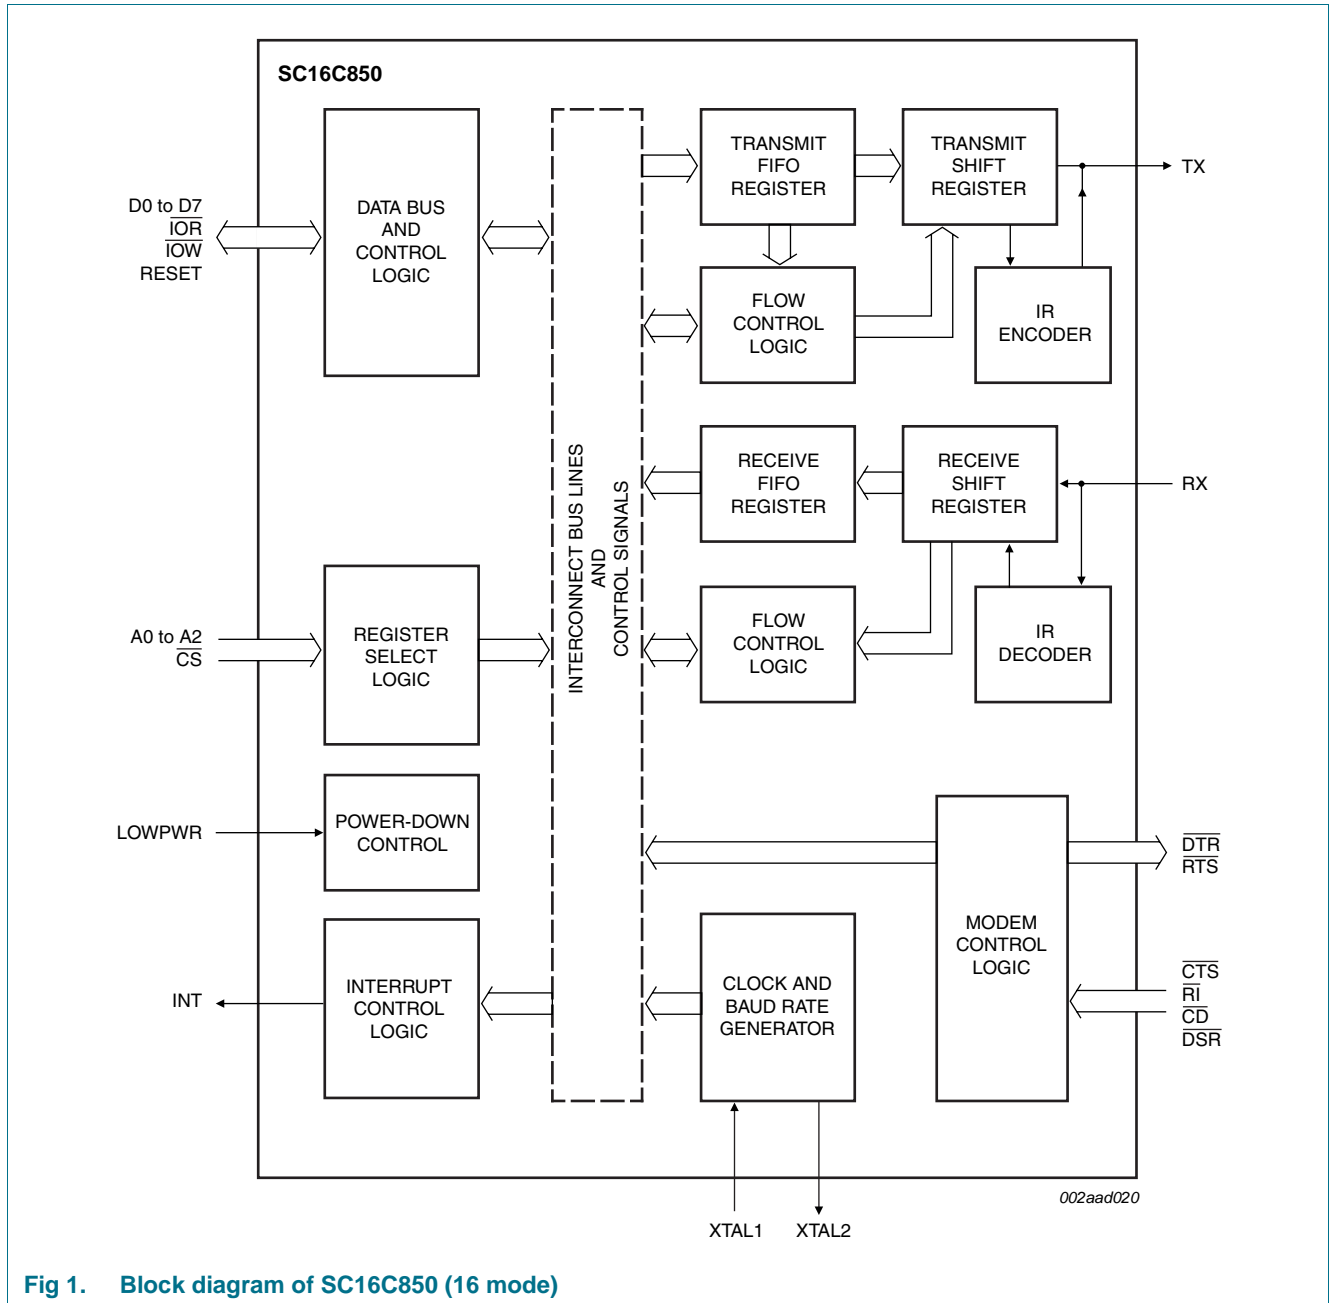 SC16C850
DATA BUS
AND
CONTROL
LOGIC
D0 to D7
IOR
IOW
RESET
TRANSMIT
FIFO
REGISTER
TRANSMIT
SHIFT
REGISTER
TX
FLOW
CONTROL
LOGIC
IR
ENCODER
INTERCONNECT BUS LINES
AND
CONTROL SIGNALS
RECEIVE
FIFO
REGISTER
RECEIVE
SHIFT
REGISTER
RX
A0 to A2
CS
REGISTER
SELECT
LOGIC
FLOW
CONTROL
LOGIC
IR
DECODER
LOWPWR
POWER-DOWN
CONTROL
DTR
RTS
MODEM
CONTROL
LOGIC
INT
INTERRUPT
CONTROL
LOGIC
CLOCK AND
BAUD RATE
GENERATOR
CTS
RI
CD
DSR
XTAL1
XTAL2
002aad020
Fig 1. Block diagram of SC16C850 (16 mode)